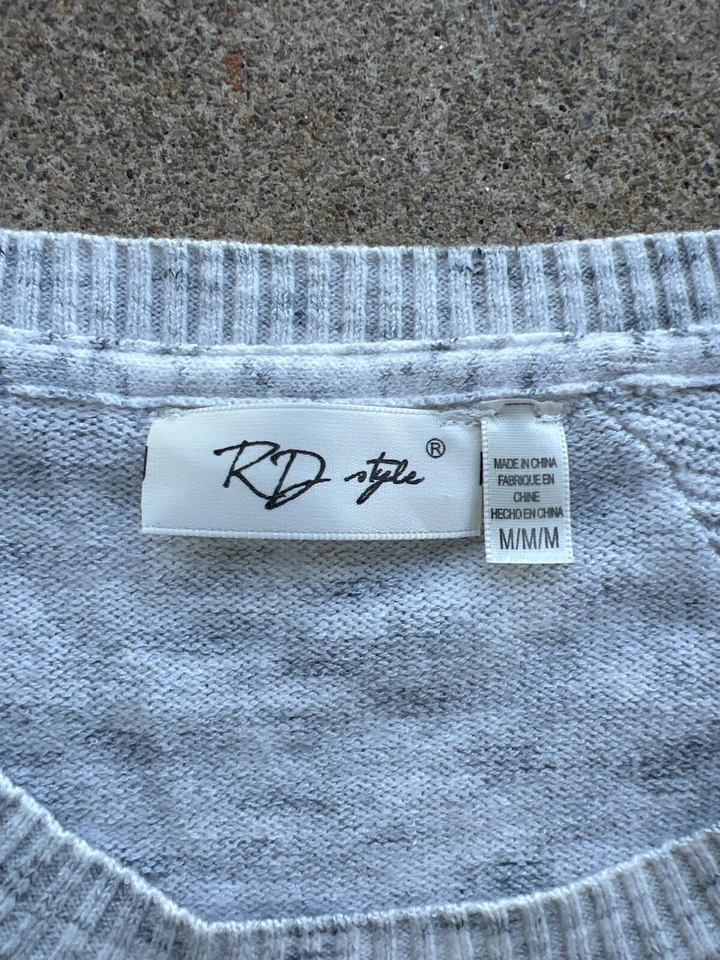 RD style®
MADE IN CHINA
FABRIQUE EN
CHINE
HECHO EN CHINA
M/M/M